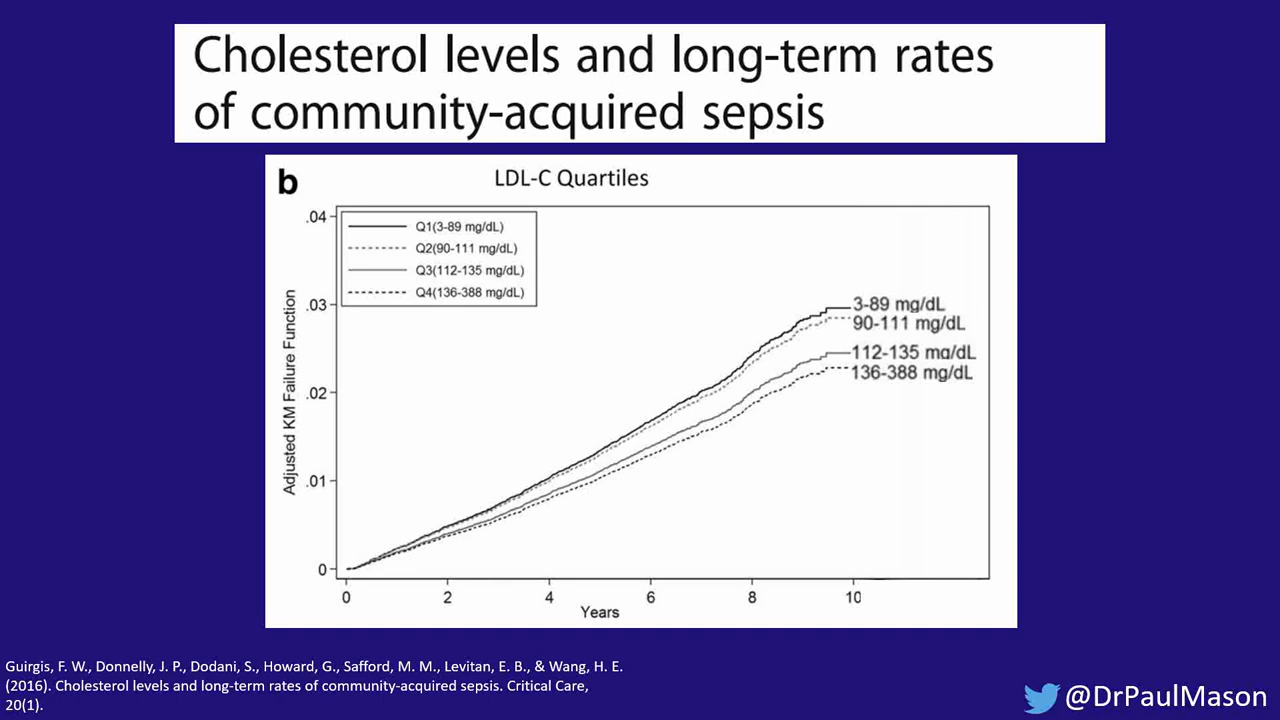 Cholesterol levels and long-term rates
of community-acquired sepsis
b
LDL-C Quartiles
Q1(3-89 mg/dL)
Q2(90-111 mg/dL)
Q3(112-135 mg/dL)
Q4(136-388 mg/dL)
Adjusted KM Failure Function
.04
.03
.02
.01
0
3-89 mg/dL
90-111 mg/dL
112-135 mg/dL
136-388 mg/dL
0 2 4 6 8 10
Years
Guirgis, F. W., Donnelly, J. P., Dodani, S., Howard, G., Safford, M. M., Levitan, E. B., & Wang, H. E.
(2016). Cholesterol levels and long-term rates of community-acquired sepsis. Critical Care,
20(1).
@DrPaulMason